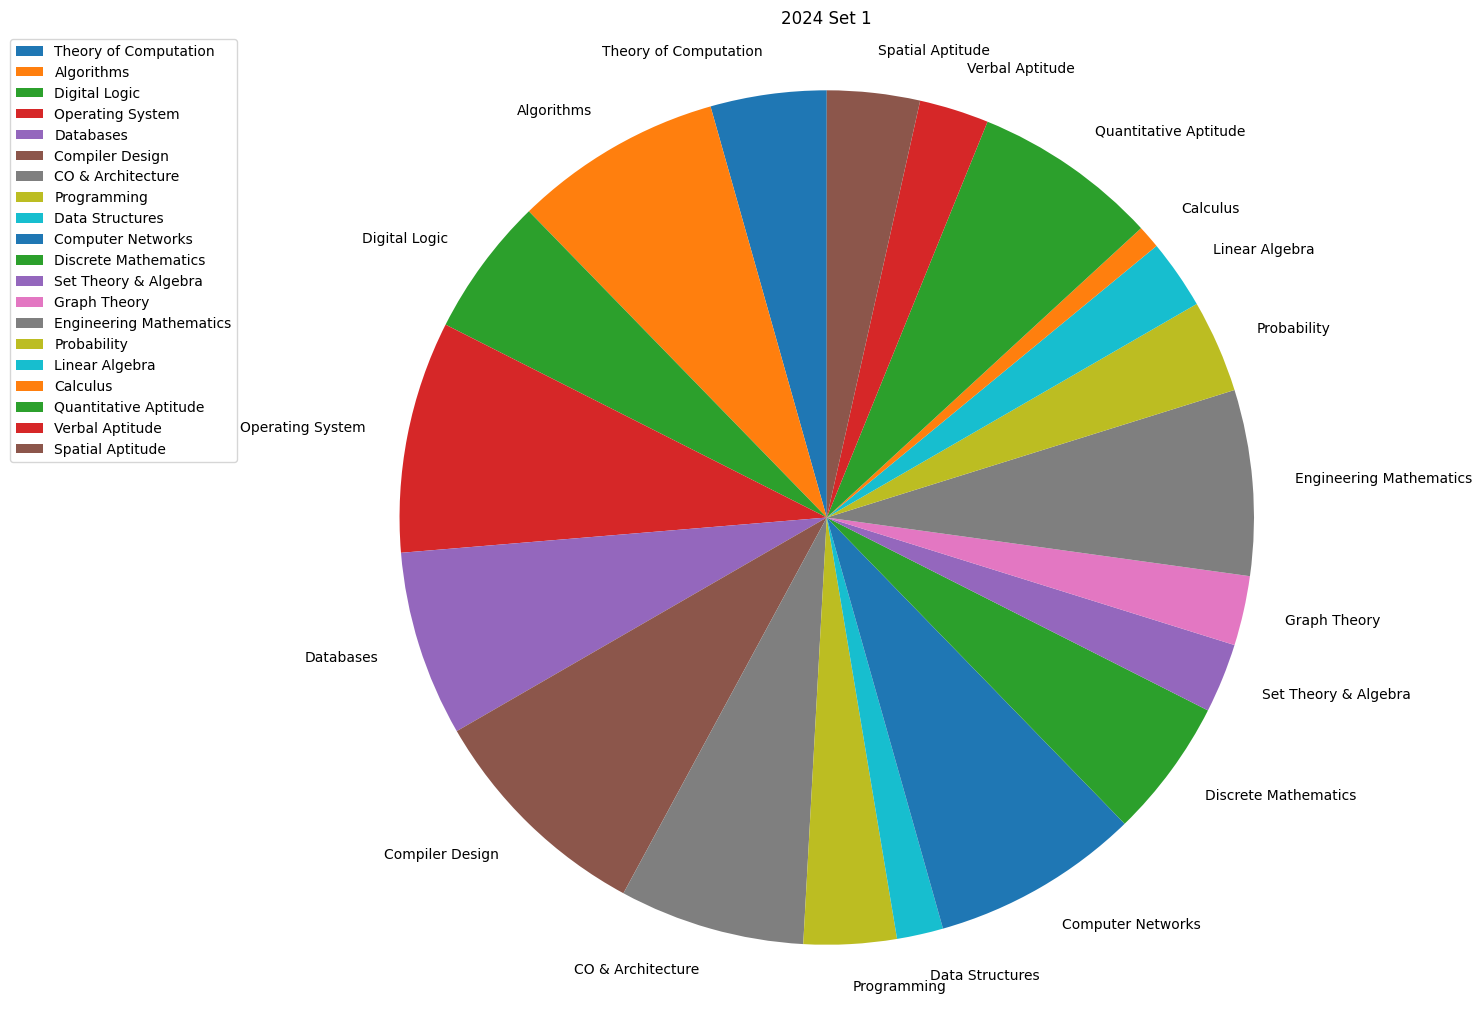 2024 Set 1
Theory of Computation
Algorithms
Digital Logic
Operating System
Databases
Compiler Design
CO & Architecture
Programming
Data Structures
Computer Networks
Discrete Mathematics
Set Theory & Algebra
Graph Theory
Engineering Mathematics
Probability
Linear Algebra
Calculus
Quantitative Aptitude
Verbal Aptitude
Spatial Aptitude
Theory of Computation
Algorithms
Digital Logic
Operating System
Databases
Compiler Design
CO & Architecture
Programming
Data Structures
Computer Networks
Discrete Mathematics
Set Theory & Algebra
Graph Theory
Engineering Mathematics
Probability
Linear Algebra
Calculus
Quantitative Aptitude
Verbal Aptitude
Spatial Aptitude